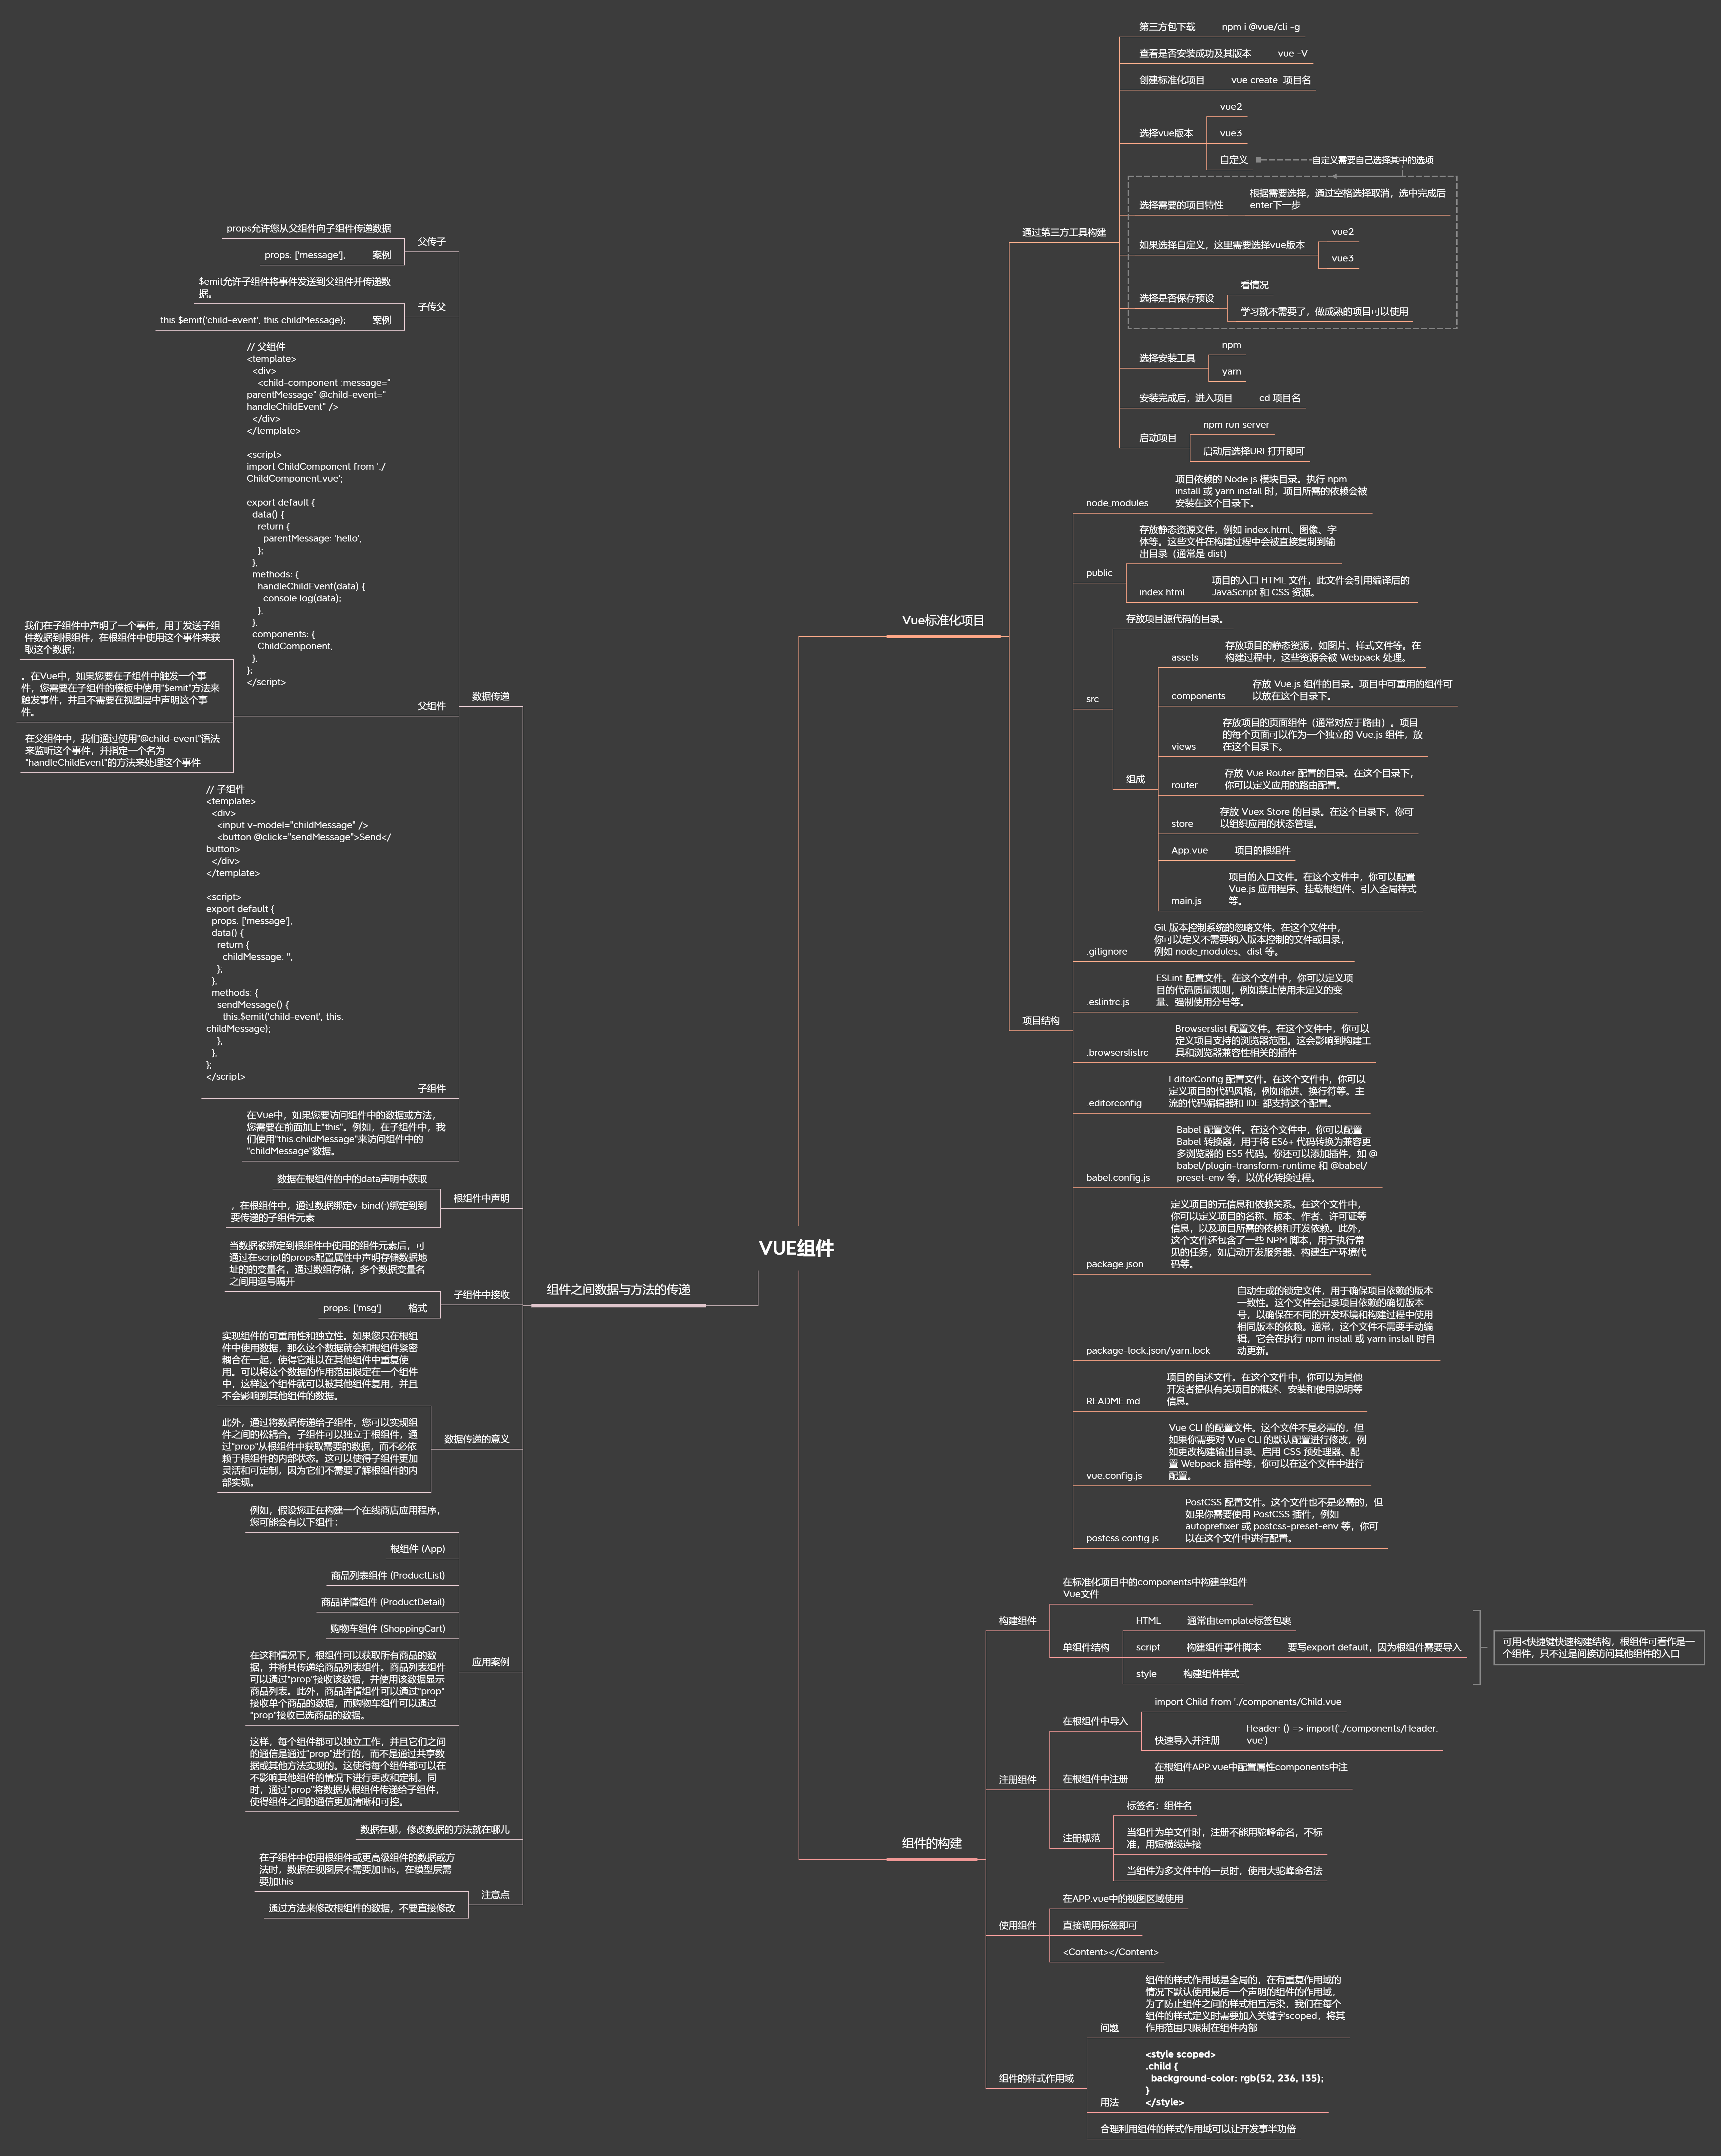 VUE组件
Vue标准化项目
通过第三方工具构建
第三方包下载
npm i @vue/cli -g
查看是否安装成功及其版本
vue -V
创建标准化项目
vue create  项目名
选择vue版本
vue2
vue3
自定义
自定义需要自己选择其中的选项
选择需要的项目特性
根据需要选择，通过空格选择取消，选中完成后
enter下一步
如果选择自定义，这里需要选择vue版本
vue2
vue3
选择是否保存预设
看情况
学习就不需要了，做成熟的项目可以使用
选择安装工具
npm
yarn
安装完成后，进入项目
cd 项目名
启动项目
npm run server
启动后选择URL打开即可
项目结构
node_modules
项目依赖的 Node.js 模块目录。执行 npm
install 或 yarn install 时，项目所需的依赖会被
安装在这个目录下。
public
存放静态资源文件，例如 index.html、图像、字
体等。这些文件在构建过程中会被直接复制到输
出目录（通常是 dist）
index.html
项目的入口 HTML 文件，此文件会引用编译后的
JavaScript 和 CSS 资源。
src
存放项目源代码的目录。
组成
assets
存放项目的静态资源，如图片、样式文件等。在
构建过程中，这些资源会被 Webpack 处理。
components
存放 Vue.js 组件的目录。项目中可重用的组件可
以放在这个目录下。
views
存放项目的页面组件（通常对应于路由）。项目
的每个页面可以作为一个独立的 Vue.js 组件，放
在这个目录下。
router
存放 Vue Router 配置的目录。在这个目录下，
你可以定义应用的路由配置。
store
存放 Vuex Store 的目录。在这个目录下，你可
以组织应用的状态管理。
App.vue
项目的根组件
main.js
项目的入口文件。在这个文件中，你可以配置
Vue.js 应用程序、挂载根组件、引入全局样式
等。
.gitignore
Git 版本控制系统的忽略文件。在这个文件中，
你可以定义不需要纳入版本控制的文件或目录，
例如 node_modules、dist 等。
.eslintrc.js
ESLint 配置文件。在这个文件中，你可以定义项
目的代码质量规则，例如禁止使用未定义的变
量、强制使用分号等。
.browserslistrc
Browserslist 配置文件。在这个文件中，你可以
定义项目支持的浏览器范围。这会影响到构建工
具和浏览器兼容性相关的插件
.editorconfig
EditorConfig 配置文件。在这个文件中，你可以
定义项目的代码风格，例如缩进、换行符等。主
流的代码编辑器和 IDE 都支持这个配置。
babel.config.js
Babel 配置文件。在这个文件中，你可以配置
Babel 转换器，用于将 ES6+ 代码转换为兼容更
多浏览器的 ES5 代码。你还可以添加插件，如 @
babel/plugin-transform-runtime 和 @babel/
preset-env 等，以优化转换过程。
package.json
定义项目的元信息和依赖关系。在这个文件中，
你可以定义项目的名称、版本、作者、许可证等
信息，以及项目所需的依赖和开发依赖。此外，
这个文件还包含了一些 NPM 脚本，用于执行常
见的任务，如启动开发服务器、构建生产环境代
码等。
package-lock.json/yarn.lock
自动生成的锁定文件，用于确保项目依赖的版本
一致性。这个文件会记录项目依赖的确切版本
号，以确保在不同的开发环境和构建过程中使用
相同版本的依赖。通常，这个文件不需要手动编
辑，它会在执行 npm install 或 yarn install 时自
动更新。
README.md
项目的自述文件。在这个文件中，你可以为其他
开发者提供有关项目的概述、安装和使用说明等
信息。
vue.config.js
Vue CLI 的配置文件。这个文件不是必需的，但
如果你需要对 Vue CLI 的默认配置进行修改，例
如更改构建输出目录、启用 CSS 预处理器、配
置 Webpack 插件等，你可以在这个文件中进行
配置。
postcss.config.js
PostCSS 配置文件。这个文件也不是必需的，但
如果你需要使用 PostCSS 插件，例如
autoprefixer 或 postcss-preset-env 等，你可
以在这个文件中进行配置。
组件的构建
构建组件
在标准化项目中的components中构建单组件
Vue文件
单组件结构
HTML
通常由template标签包裹
script
构建组件事件脚本
要写export default，因为根组件需要导入
style
构建组件样式
可用<快捷键快速构建结构，根组件可看作是一
个组件，只不过是间接访问其他组件的入口
注册组件
在根组件中导入
import Child from './components/Child.vue
快速导入并注册
Header: () => import('./components/Header.
vue')
在根组件中注册
在根组件APP.vue中配置属性components中注
册
注册规范
标签名：组件名
当组件为单文件时，注册不能用驼峰命名，不标
准，用短横线连接
当组件为多文件中的一员时，使用大驼峰命名法
使用组件
在APP.vue中的视图区域使用
直接调用标签即可
<Content></Content>
组件的样式作用域
问题
组件的样式作用域是全局的，在有重复作用域的
情况下默认使用最后一个声明的组件的作用域，
为了防止组件之间的样式相互污染，我们在每个
组件的样式定义时需要加入关键字scoped，将其
作用范围只限制在组件内部
用法
<style scoped>
.child {
  background-color: rgb(52, 236, 135);
}
</style>
合理利用组件的样式作用域可以让开发事半功倍
组件之间数据与方法的传递
数据传递
父传子
props允许您从父组件向子组件传递数据
案例
props: ['message'],
子传父
$emit允许子组件将事件发送到父组件并传递数
据。
案例
this.$emit('child-event', this.childMessage);
父组件
// 父组件
<template>
  <div>
    <child-component :message="
parentMessage" @child-event="
handleChildEvent" />
  </div>
</template>
<script>
import ChildComponent from './
ChildComponent.vue';
export default {
  data() {
    return {
      parentMessage: 'hello',
    };
  },
  methods: {
    handleChildEvent(data) {
      console.log(data);
    },
  },
  components: {
    ChildComponent,
  },
};
</script>
我们在子组件中声明了一个事件，用于发送子组
件数据到根组件，在根组件中使用这个事件来获
取这个数据；
。在Vue中，如果您要在子组件中触发一个事
件，您需要在子组件的模板中使用"$emit"方法来
触发事件，并且不需要在视图层中声明这个事
件。
在父组件中，我们通过使用"@child-event"语法
来监听这个事件，并指定一个名为
"handleChildEvent"的方法来处理这个事件
子组件
// 子组件
<template>
  <div>
    <input v-model="childMessage" />
    <button @click="sendMessage">Send</
button>
  </div>
</template>
<script>
export default {
  props: ['message'],
  data() {
    return {
      childMessage: '',
    };
  },
  methods: {
    sendMessage() {
      this.$emit('child-event', this.
childMessage);
    },
  },
};
</script>
在Vue中，如果您要访问组件中的数据或方法，
您需要在前面加上"this"。例如，在子组件中，我
们使用"this.childMessage"来访问组件中的
"childMessage"数据。
根组件中声明
数据在根组件的中的data声明中获取
，在根组件中，通过数据绑定v-bind(:)绑定到到
要传递的子组件元素
子组件中接收
当数据被绑定到根组件中使用的组件元素后，可
通过在script的props配置属性中声明存储数据地
址的的变量名，通过数组存储，多个数据变量名
之间用逗号隔开
格式
props: ['msg']
数据传递的意义
实现组件的可重用性和独立性。如果您只在根组
件中使用数据，那么这个数据就会和根组件紧密
耦合在一起，使得它难以在其他组件中重复使
用。可以将这个数据的作用范围限定在一个组件
中，这样这个组件就可以被其他组件复用，并且
不会影响到其他组件的数据。
此外，通过将数据传递给子组件，您可以实现组
件之间的松耦合。子组件可以独立于根组件，通
过"prop"从根组件中获取需要的数据，而不必依
赖于根组件的内部状态。这可以使得子组件更加
灵活和可定制，因为它们不需要了解根组件的内
部实现。
应用案例
例如，假设您正在构建一个在线商店应用程序，
您可能会有以下组件：
根组件 (App)
商品列表组件 (ProductList)
商品详情组件 (ProductDetail)
购物车组件 (ShoppingCart)
在这种情况下，根组件可以获取所有商品的数
据，并将其传递给商品列表组件。商品列表组件
可以通过"prop"接收该数据，并使用该数据显示
商品列表。此外，商品详情组件可以通过"prop"
接收单个商品的数据，而购物车组件可以通过
"prop"接收已选商品的数据。
这样，每个组件都可以独立工作，并且它们之间
的通信是通过"prop"进行的，而不是通过共享数
据或其他方法实现的。这使得每个组件都可以在
不影响其他组件的情况下进行更改和定制。同
时，通过"prop"将数据从根组件传递给子组件，
使得组件之间的通信更加清晰和可控。
数据在哪，修改数据的方法就在哪儿
注意点
在子组件中使用根组件或更高级组件的数据或方
法时，数据在视图层不需要加this，在模型层需
要加this
通过方法来修改根组件的数据，不要直接修改